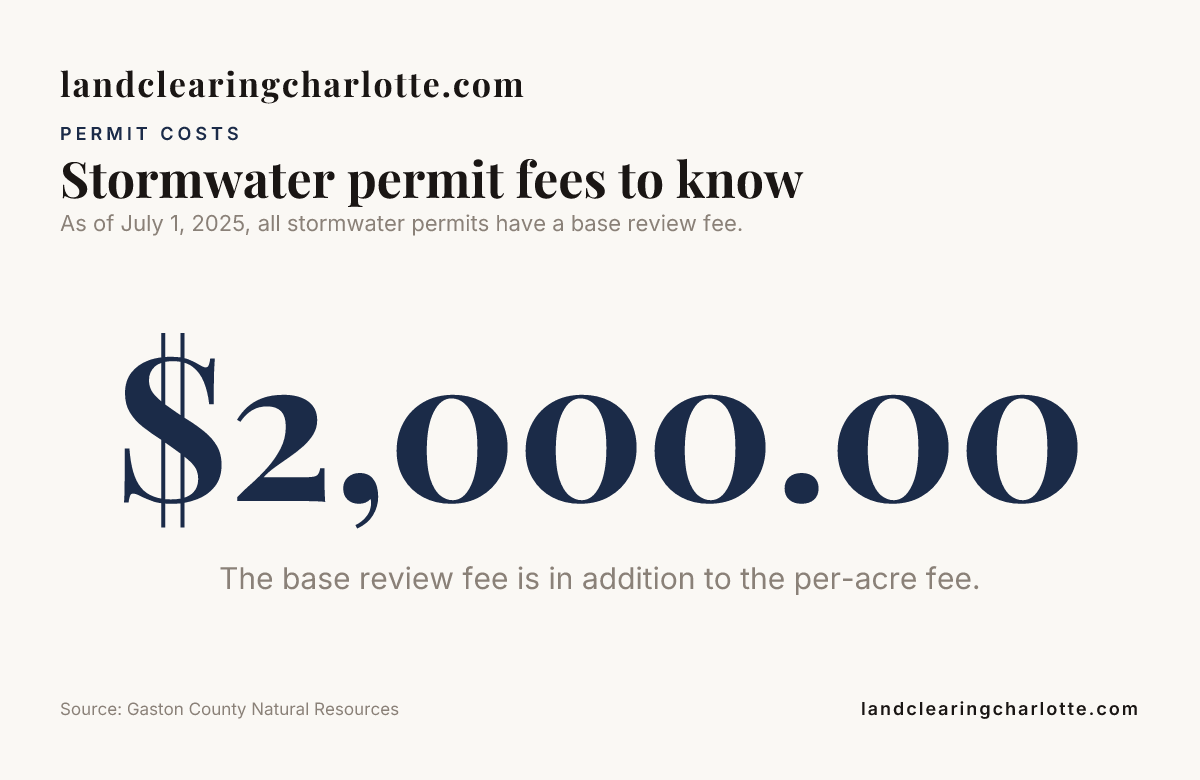 landclearingcharlotte.com
PERMIT COSTS
Stormwater permit fees to know
As of July 1, 2025, all stormwater permits have a base review fee.
$2,000.00
The base review fee is in addition to the per-acre fee.
Source: Gaston County Natural Resources
landclearingcharlotte.com